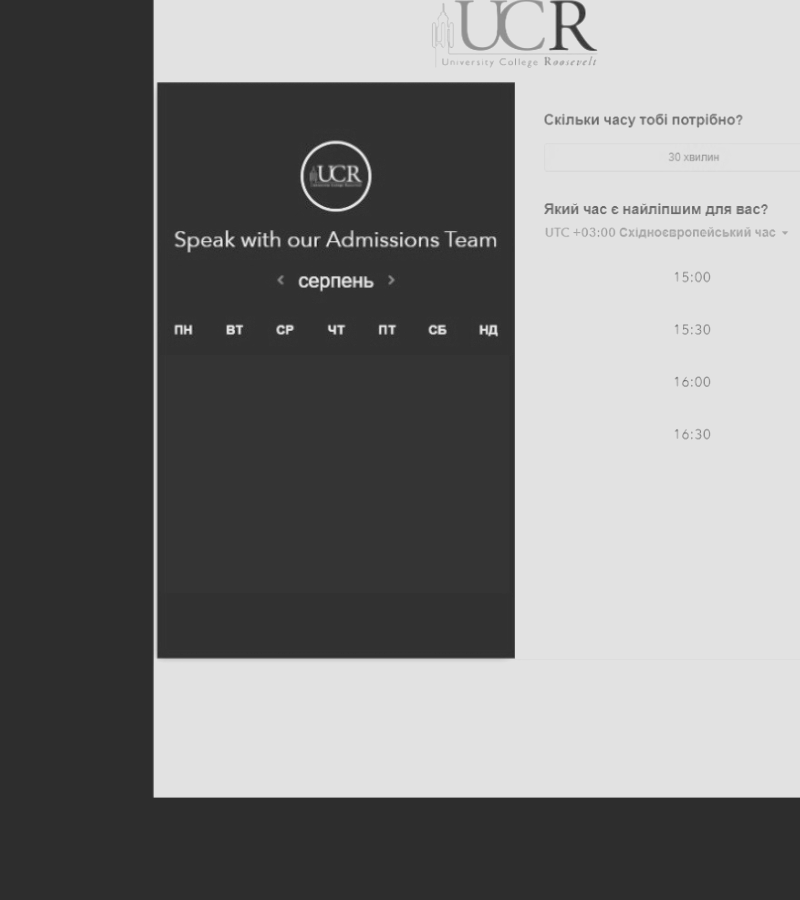 UCR
University College Roosevelt
UCR
Speak with our Admissions Team
серпень
ПН ВТ СР ЧТ ПТ СБ НД
Скільки часу тобі потрібно?
30 хвилин
Який час є найліпшим для вас?
UTC +03:00 Східноєвропейський час
15:00
15:30
16:00
16:30